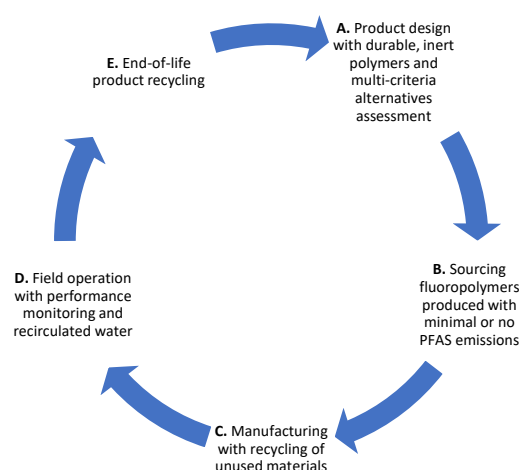 A. Product design
with durable, inert
polymers and
multi-criteria
alternatives
assessment
B. Sourcing
fluoropolymers
produced with
minimal or no
PFAS emissions
C. Manufacturing
with recycling of
unused materials
D. Field operation
with performance
monitoring and
recirculated water
E. End-of-life
product recycling